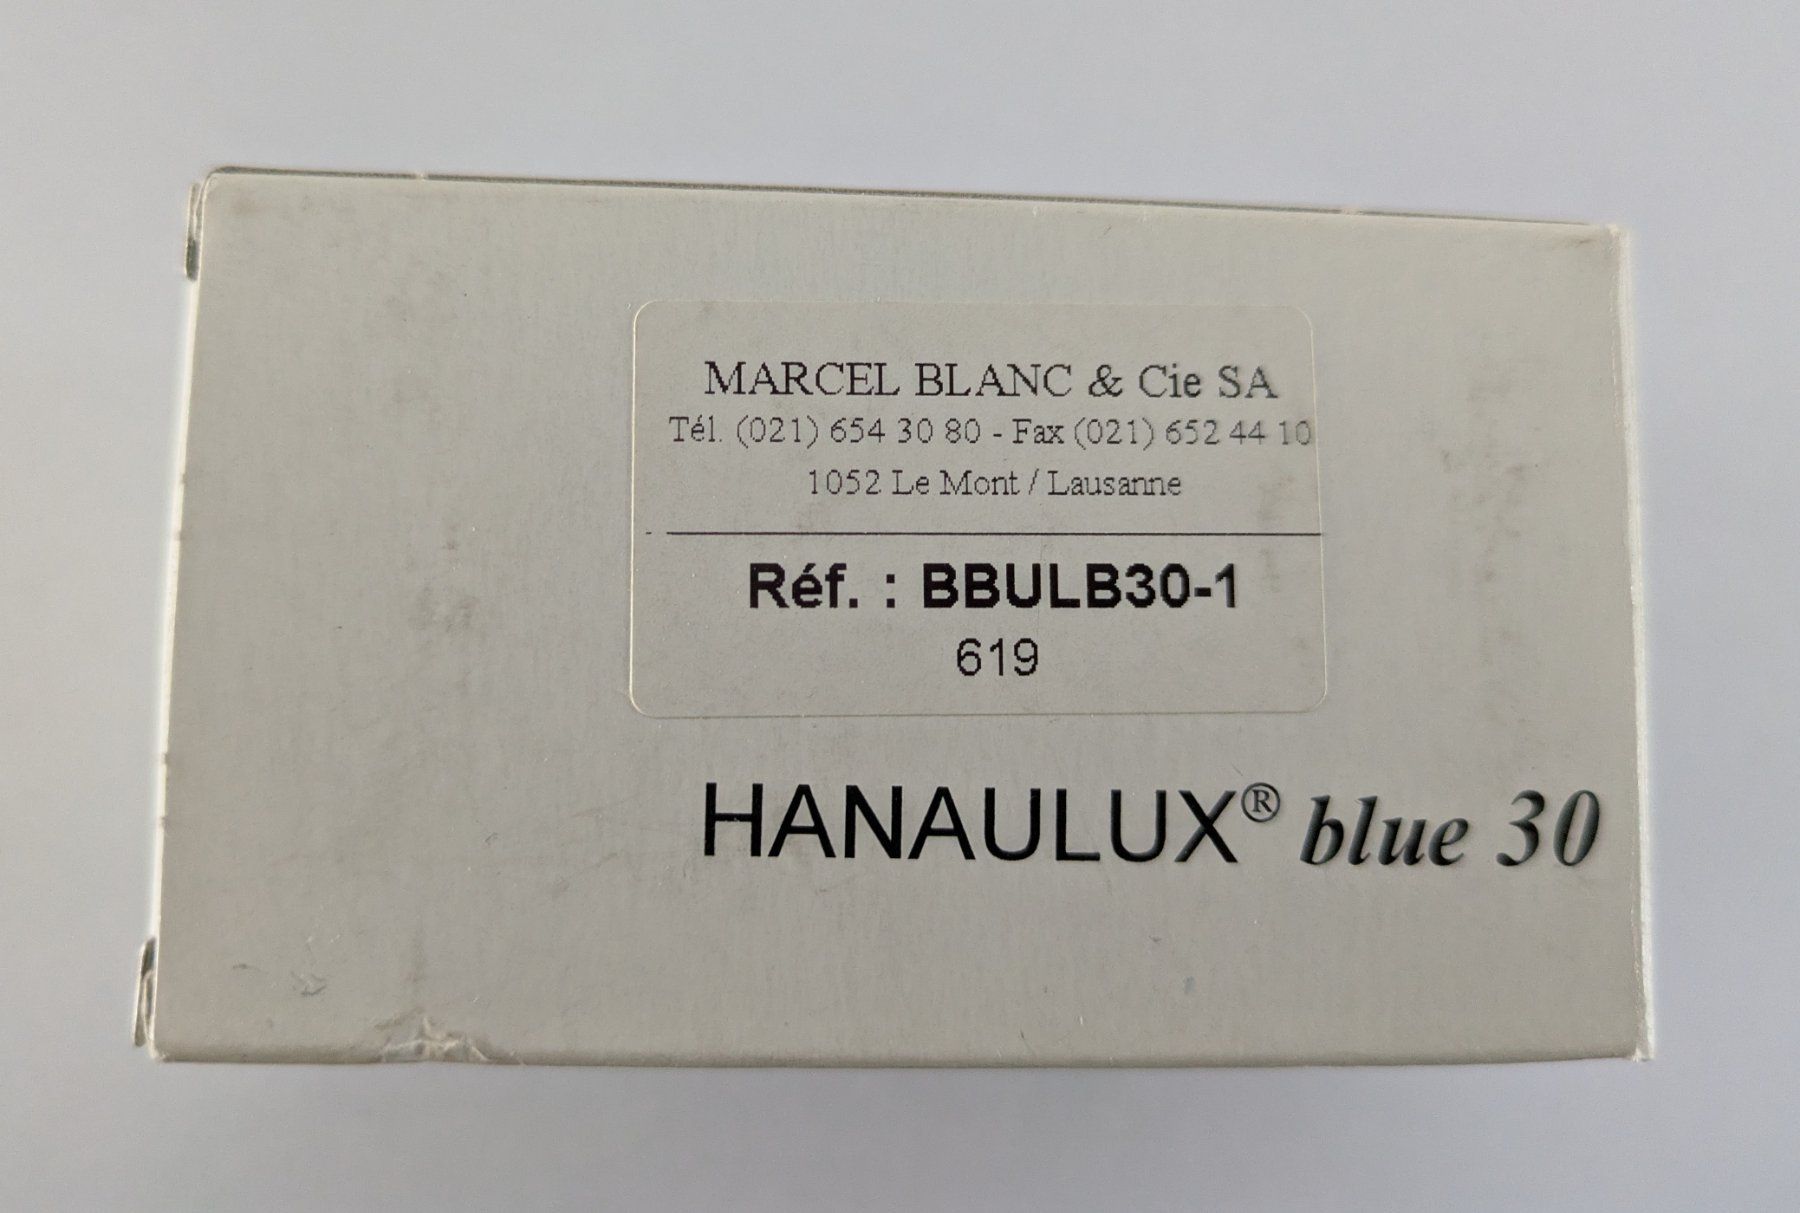 MARCEL BLANC & Cie SA
Tél. (021) 654 30 80 - Fax (021) 652 44 10
1052 Le Mont / Lausanne
Réf. : BBULB30-1
619
HANAULUX® blue 30